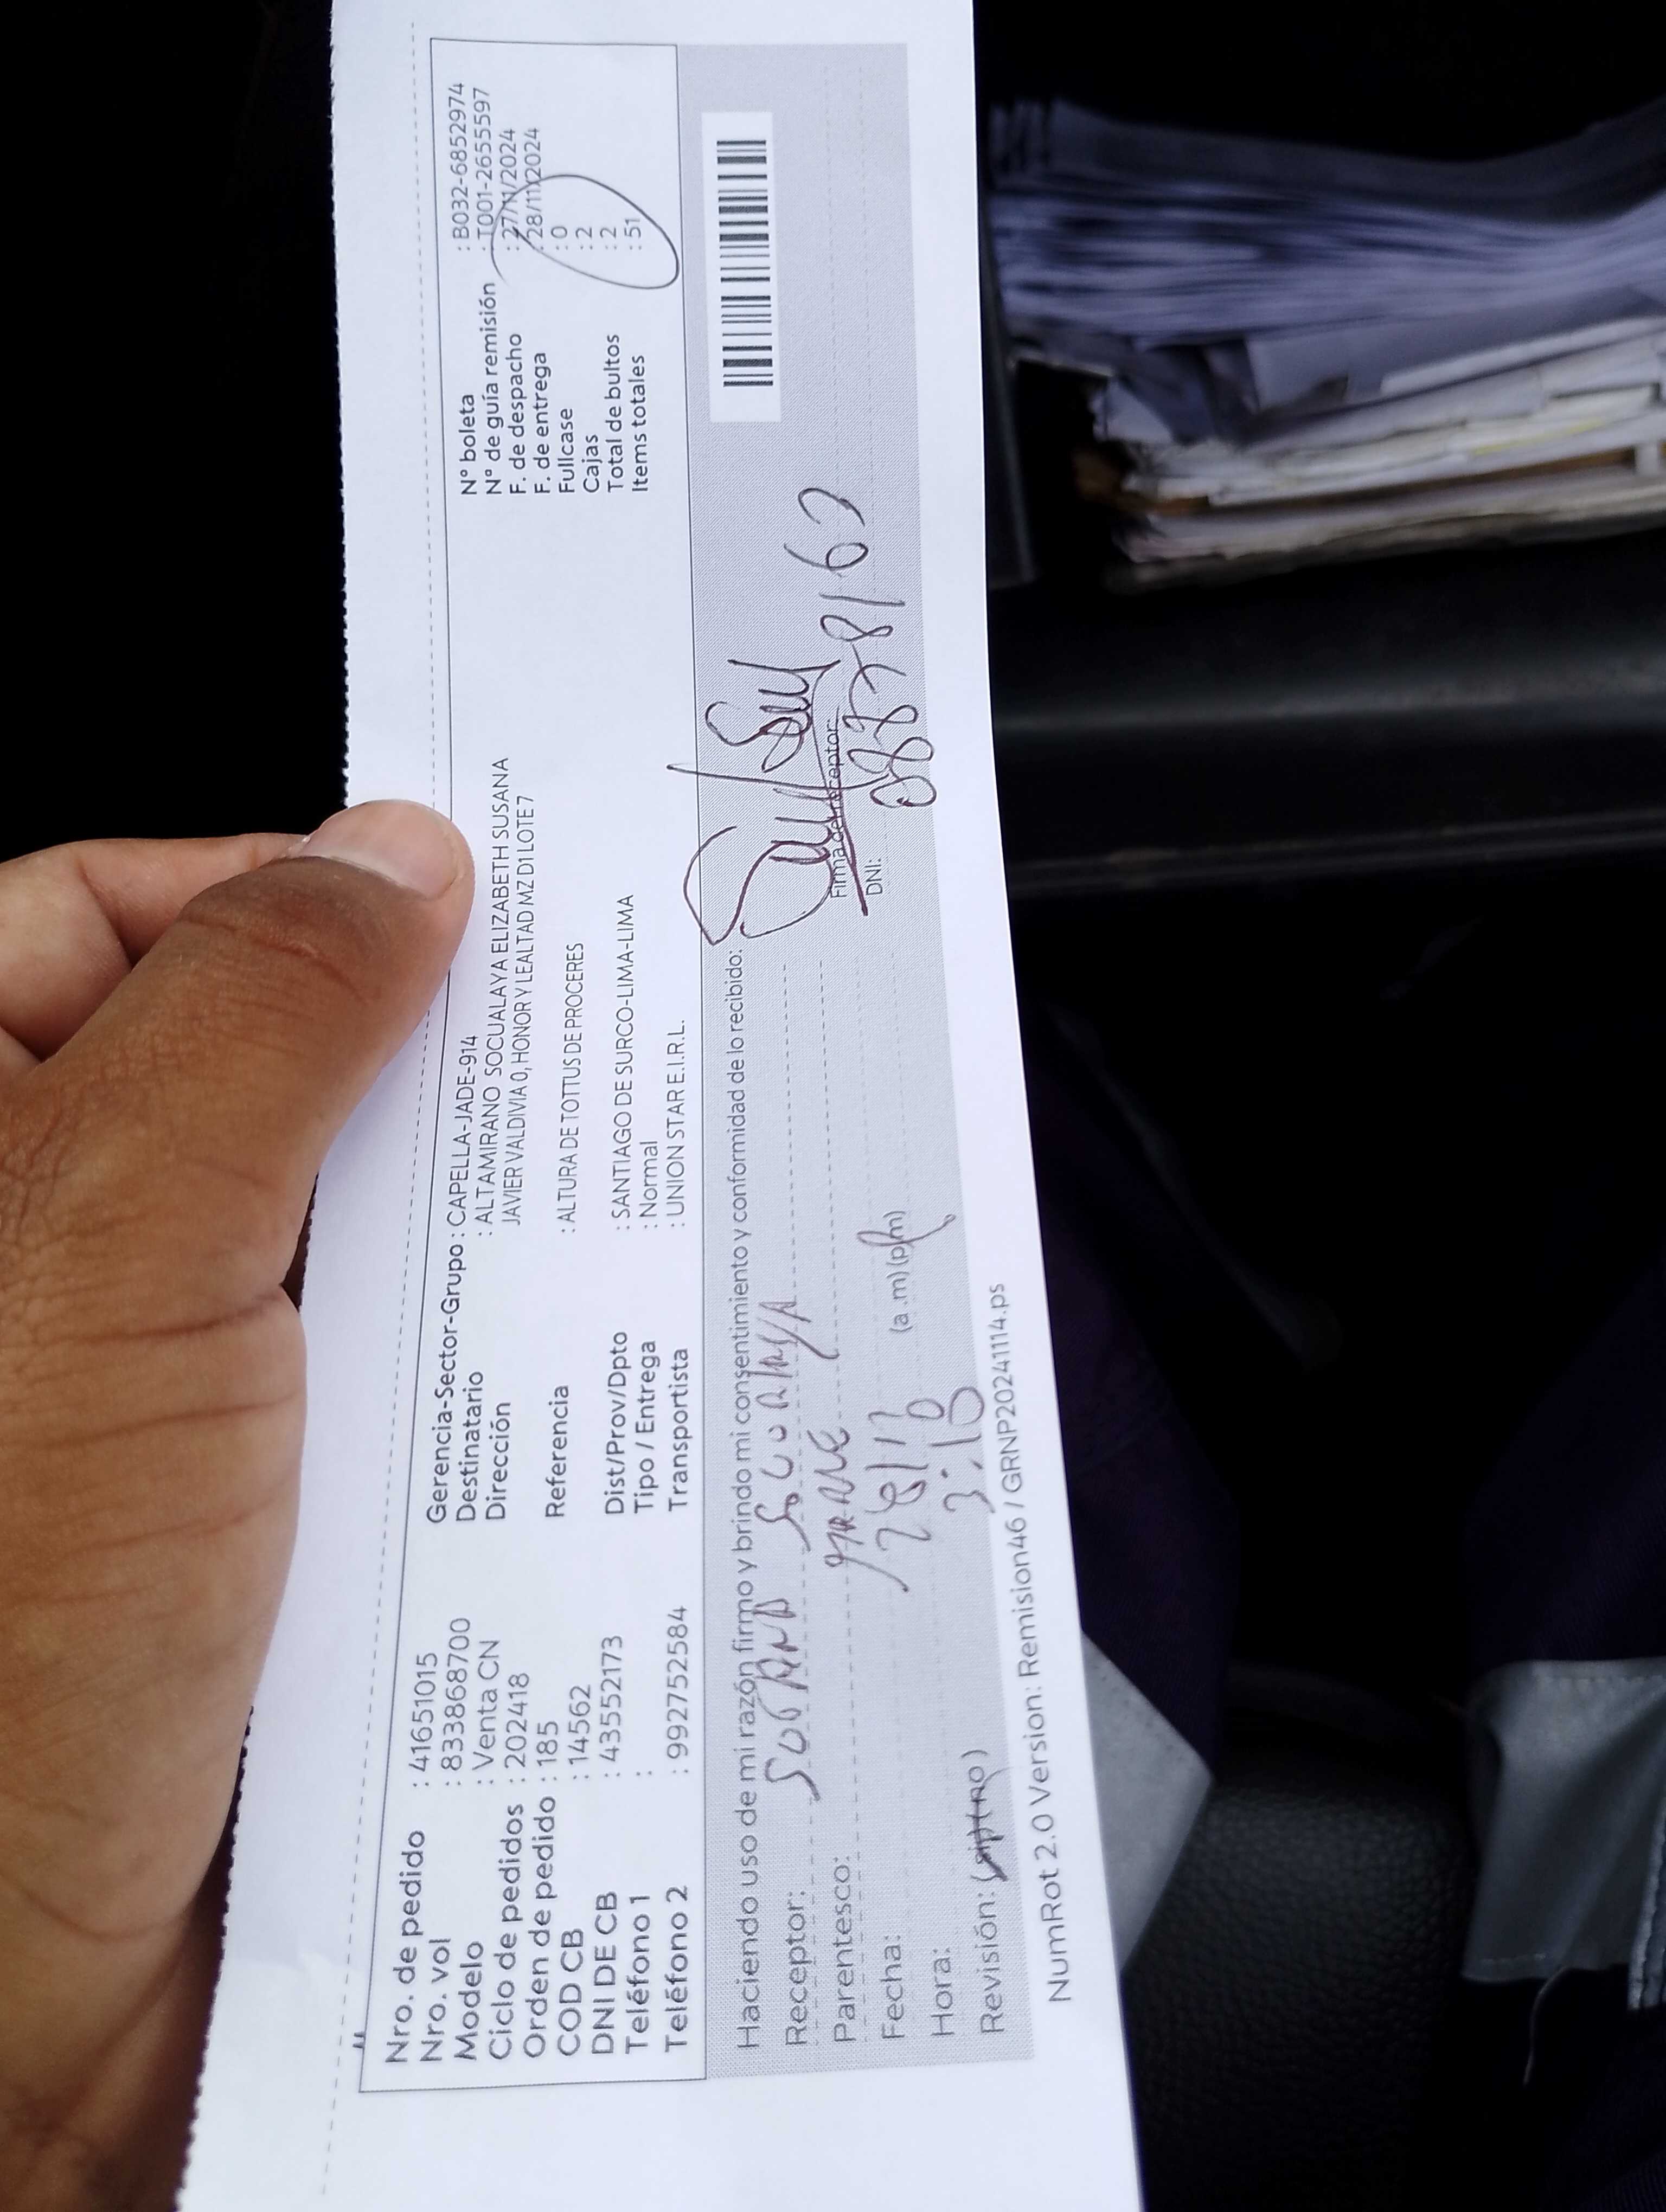 Nro. de pedido : 41651015
Nro. vol : 833868700
Modelo : Venta CN
Ciclo de pedidos : 202418
Orden de pedido : 185
COD CB : 14562
DNI DE CB : 43552173
Teléfono 1 :
Teléfono 2 : 992752584
Gerencia-Sector-Grupo : CAPELLA-JADE-914
Destinatario : ALTAMIRANO SOCUALAYA ELIZABETH SUSANA
Dirección JAVIER VALDIVIA 0, HONOR Y LEALTAD MZ D1 LOTE 7
Referencia : ALTURA DE TOTTUS DE PROCERES
Dist/Prov/Dpto : SANTIAGO DE SURCO-LIMA-LIMA
Tipo / Entrega : Normal
Transportista : UNION STAR E.I.R.L.
N° boleta : B032-6852974
N° de guía remisión : T001-2655597
F. de despacho : 27/11/2024
F. de entrega : 28/11/2024
Fullcase : 0
Cajas : 2
Total de bultos : 2
Items totales : 51
Haciendo uso de mi razón firmo y brindo mi consentimiento y conformidad de lo recibido:
Receptor:
Parentesco:
Fecha: 28/11
Hora: 3:10 (a.m) (p.m)
Revisión: (si) (no)
Firma del receptor:
DNI:
NumRot 2.0 Version: Remision46 / GRNP20241114.ps